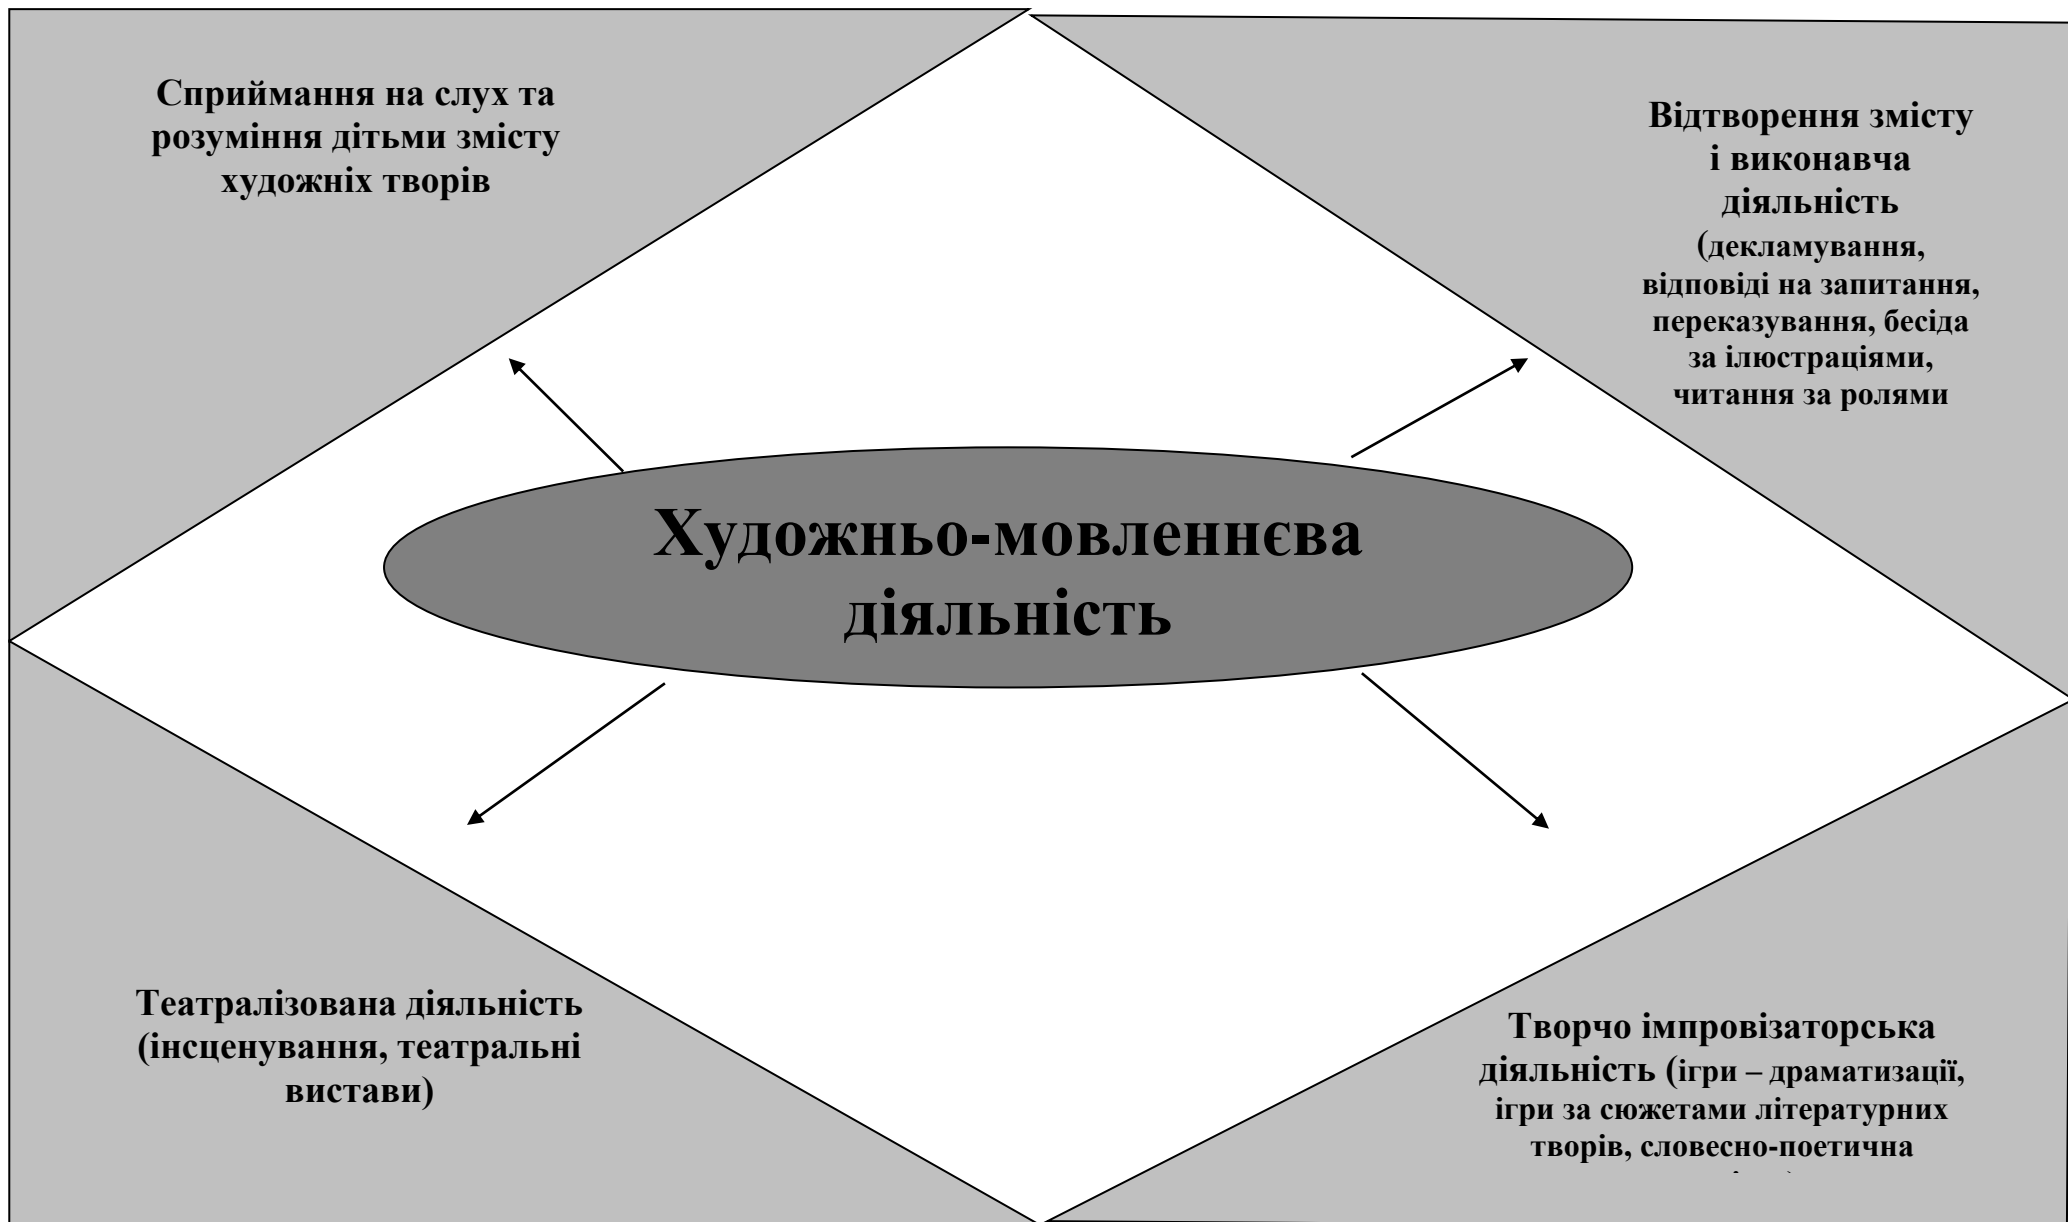 Сприймання на слух та
розуміння дітьми змісту
художніх творів
Відтворення змісту
і виконавча
діяльність
(декламування,
відповіді на запитання,
переказування, бесіда
за ілюстраціями,
читання за ролями
Художньо-мовленнєва
діяльність
Театралізована діяльність
(інсценування, театральні
вистави)
Творчо імпровізаторська
діяльність (ігри – драматизації,
ігри за сюжетами літературних
творів, словесно-поетична